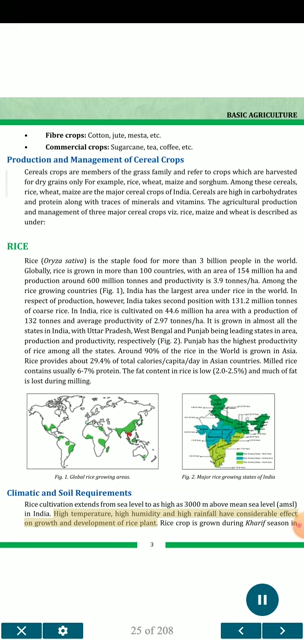 BASIC AGRICULTURE
• Fibre crops: Cotton, jute, mesta, etc.
• Commercial crops: Sugarcane, tea, coffee, etc.
Production and Management of Cereal Crops
Cereals crops are members of the grass family and refer to crops which are harvested
for dry grains only For example, rice, wheat, maize and sorghum. Among these cereals,
rice, wheat, maize are the major cereal crops of India. Cereals are high in carbohydrates
and protein along with traces of minerals and vitamins. The agricultural production
and management of three major cereal crops viz. rice, maize and wheat is described as
under:
RICE
Rice (Oryza sativa) is the staple food for more than 3 billion people in the world.
Globally, rice is grown in more than 100 countries, with an area of 154 million ha and
production around 600 million tonnes and productivity is 3.9 tonnes/ha. Among the
rice growing countries (Fig. 1), India has the largest area under rice in the world. In
respect of production, however, India takes second position with 131.2 million tonnes
of coarse rice. In India, rice is cultivated on 44.6 million ha area with a production of
132 tonnes and average productivity of 2.97 tonnes/ha. It is grown in almost all the
states in India, with Uttar Pradesh, West Bengal and Punjab being leading states in area,
production and productivity, respectively (Fig. 2). Punjab has the highest productivity
of rice among all the states. Around 90% of the rice in the World is grown in Asia.
Rice provides about 29.4% of total calories/capita/day in Asian countries. Milled rice
contains usually 6-7% protein. The fat content in rice is low (2.0-2.5%) and much of fat
is lost during milling.
Fig. 1. Global rice growing areas.
Fig. 2. Major rice growing states of India
Climatic and Soil Requirements
Rice cultivation extends from sea level to as high as 3000 m above mean sea level (amsl)
in India. High temperature, high humidity and high rainfall have considerable effect
on growth and development of rice plant. Rice crop is grown during Kharif season in
3
25 of 208